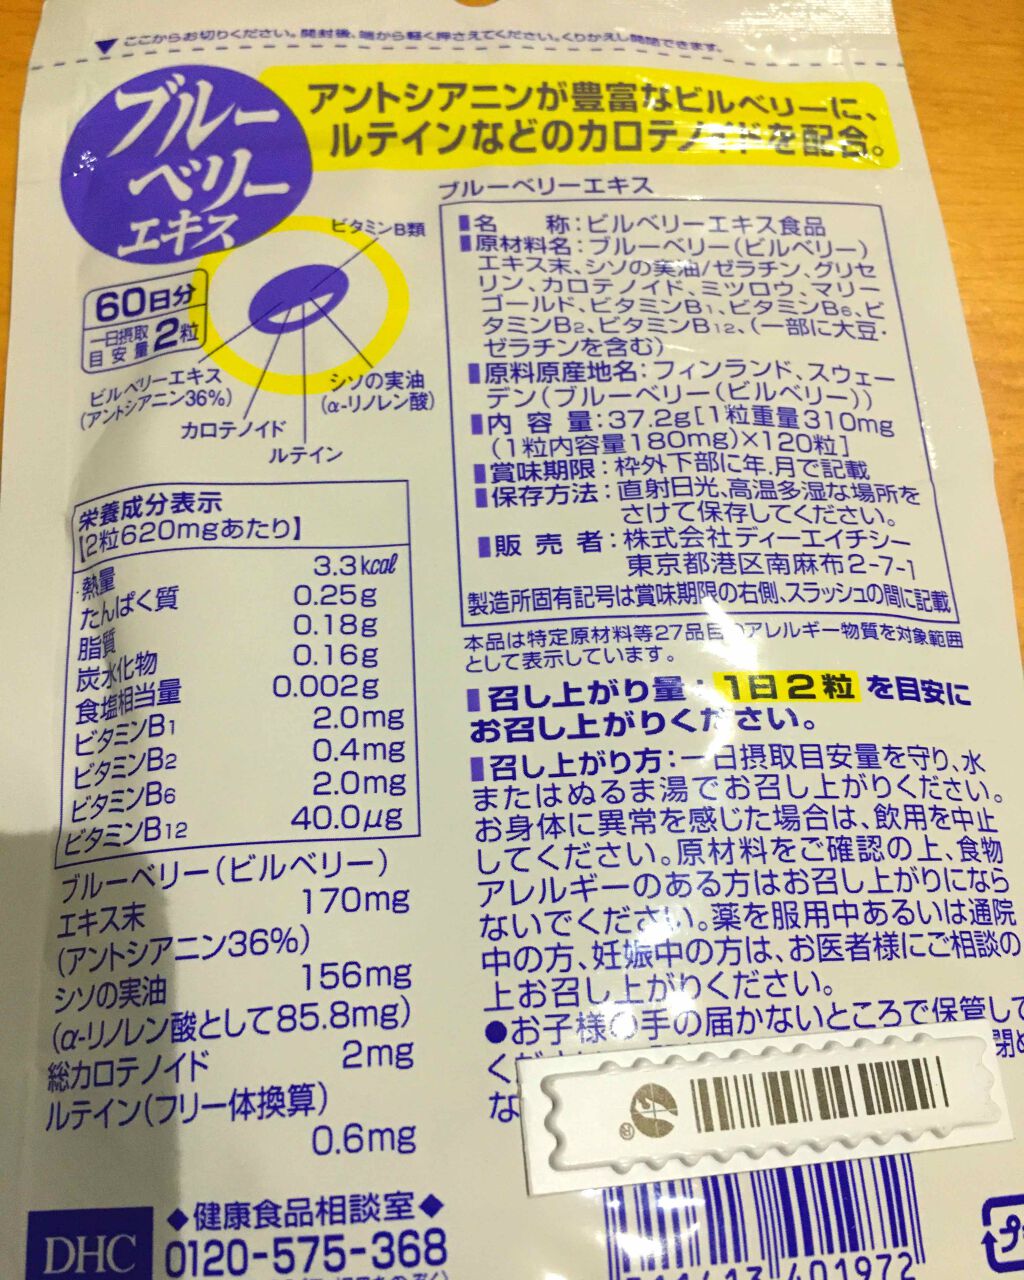 ここからお切りください。開封後、端から軽く押さえてください。くりかえし開閉できます。
ブルー
ベリー
エキス
アントシアニンが豊富なビルベリーに、
ルテインなどのカロテノイドを配合。
60日分
一日摂取
目安量 2粒
ビタミンB類
ビルベリーエキス
(アントシアニン36%)
カロテノイド
ルテイン
シソの実油
(α-リノレン酸)
ブルーベリーエキス
名　　称:ビルベリーエキス食品
原材料名:ブルーベリー(ビルベリー)
エキス末、シソの実油/ゼラチン、グリセ
リン、カロテノイド、ミツロウ、マリー
ゴールド、ビタミンB1、ビタミンB6、ビ
タミンB2、ビタミンB12、(一部に大豆・
ゼラチンを含む)
原料原産地名:フィンランド、スウェー
デン(ブルーベリー(ビルベリー))
内 容 量:37.2g[1粒重量310mg
(1粒内容量180mg)×120粒]
賞味期限:枠外下部に年.月で記載
保存方法:直射日光、高温多湿な場所を
さけて保存してください。
販 売 者:株式会社ディーエイチシー
東京都港区南麻布2-7-1
製造所固有記号は賞味期限の右側、スラッシュの間に記載
本品は特定原材料等27品目のアレルギー物質を対象範囲
として表示しています。
召し上がり量:1日2粒を目安に
お召し上がりください。
召し上がり方:一日摂取目安量を守り、水
またはぬるま湯でお召し上がりください。
お身体に異常を感じた場合は、飲用を中止
してください。原材料をご確認の上、食物
アレルギーのある方はお召し上がりになら
ないでください。薬を服用中あるいは通院
中の方、妊娠中の方は、お医者様にご相談の
上お召し上がりください。
●お子様の手の届かないところで保管して
栄養成分表示
【2粒620mgあたり】
熱量 3.3kcal
たんぱく質 0.25g
脂質 0.18g
炭水化物 0.16g
食塩相当量 0.002g
ビタミンB1 2.0mg
ビタミンB2 0.4mg
ビタミンB6 2.0mg
ビタミンB12 40.0μg
ブルーベリー(ビルベリー)
エキス末 170mg
(アントシアニン36%)
シソの実油 156mg
(α-リノレン酸として85.8mg)
総カロテノイド 2mg
ルテイン(フリー体換算)
0.6mg
DHC
◆健康食品相談室◆
0120-575-368
®
401972